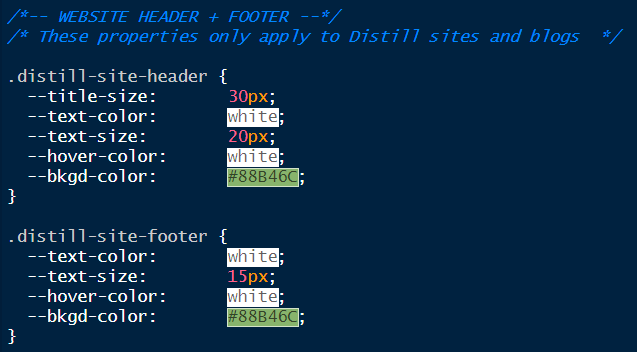 /*-- WEBSITE HEADER + FOOTER --*/
/* These properties only apply to Distill sites and blogs  */

.distill-site-header {
  --title-size:       30px;
  --text-color:       white;
  --text-size:        20px;
  --hover-color:      white;
  --bkgd-color:       #88B46C;
}

.distill-site-footer {
  --text-color:       white;
  --text-size:        15px;
  --hover-color:      white;
  --bkgd-color:       #88B46C;
}